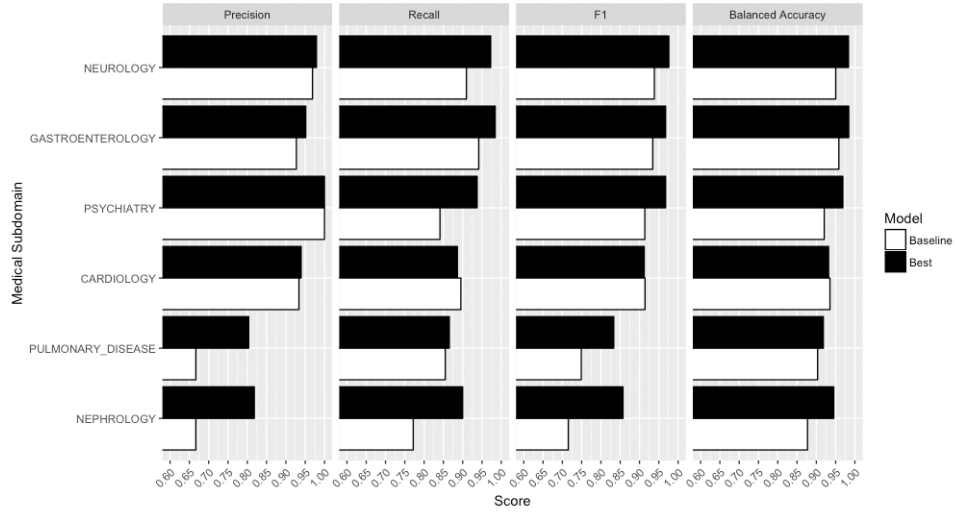 Precision Recall F1 Balanced Accuracy
Medical Subdomain
NEUROLOGY
GASTROENTEROLOGY
PSYCHIATRY
CARDIOLOGY
PULMONARY_DISEASE
NEPHROLOGY
0.60 0.65 0.70 0.75 0.80 0.85 0.90 0.95 1.00 0.60 0.65 0.70 0.75 0.80 0.85 0.90 0.95 1.00 0.60 0.65 0.70 0.75 0.80 0.85 0.90 0.95 1.00 0.60 0.65 0.70 0.75 0.80 0.85 0.90 0.95 1.00
Score
Model
Baseline
Best